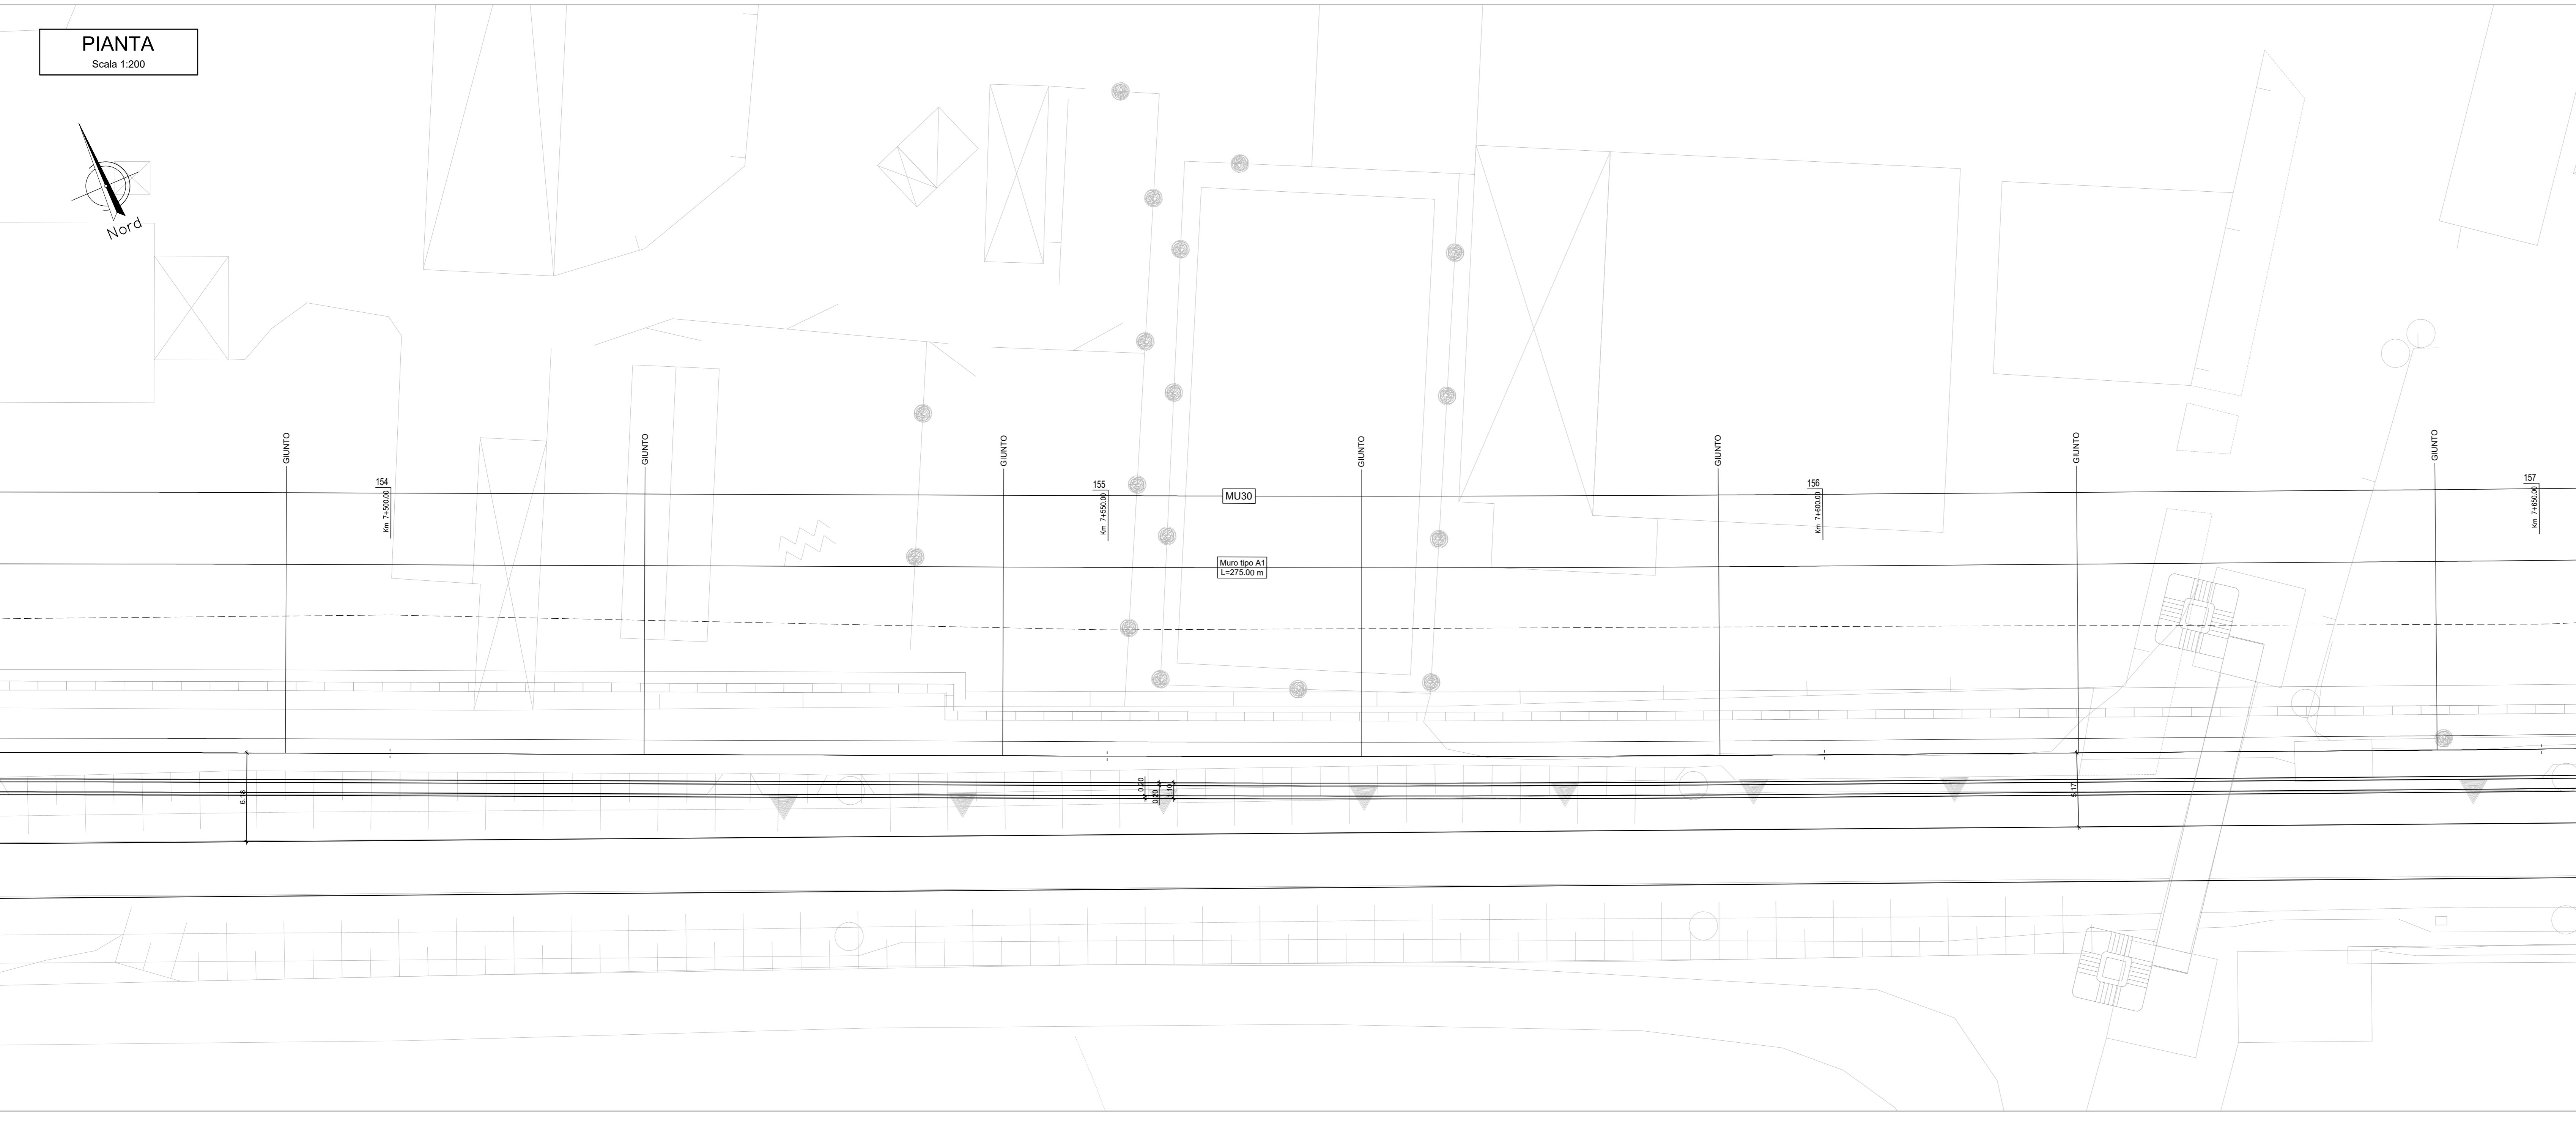 PIANTA
Scala 1:200
Nord
GIUNTO
GIUNTO
GIUNTO
GIUNTO
GIUNTO
GIUNTO
GIUNTO
154
Km 7+500.00
155
Km 7+550.00
156
Km 7+600.00
157
Km 7+650.00
MU30
Muro tipo A1
L=275.00 m
6.18
0.20
0.20
1.10
5.17